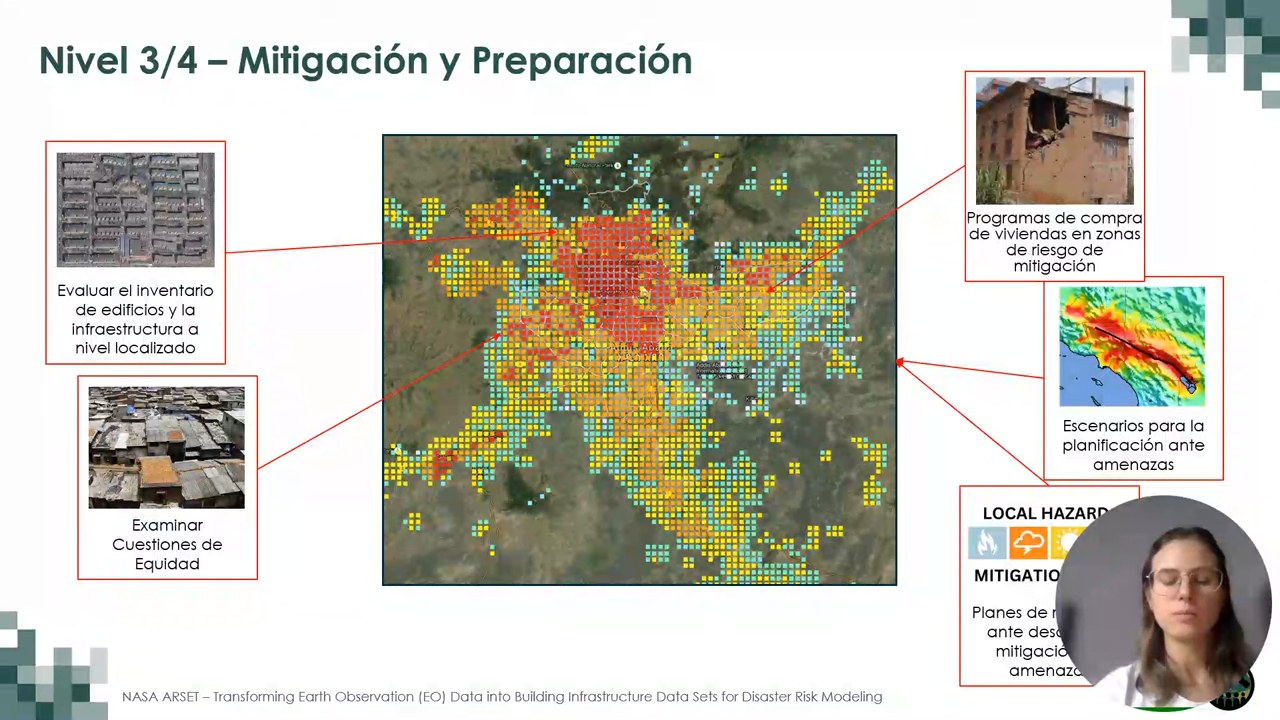 Nivel 3/4 – Mitigación y Preparación
Evaluar el inventario
de edificios y la
infraestructura a
nivel localizado
Examinar
Cuestiones de
Equidad
Programas de compra
de viviendas en zonas
de riesgo de
mitigación
Escenarios para la
planificación ante
amenazas
LOCAL HAZARD
MITIGATIO
Planes de
ante
mitigació
amenaz
NASA ARSET – Transforming Earth Observation (EO) Data into Building Infrastructure Data Sets for Disaster Risk Modeling